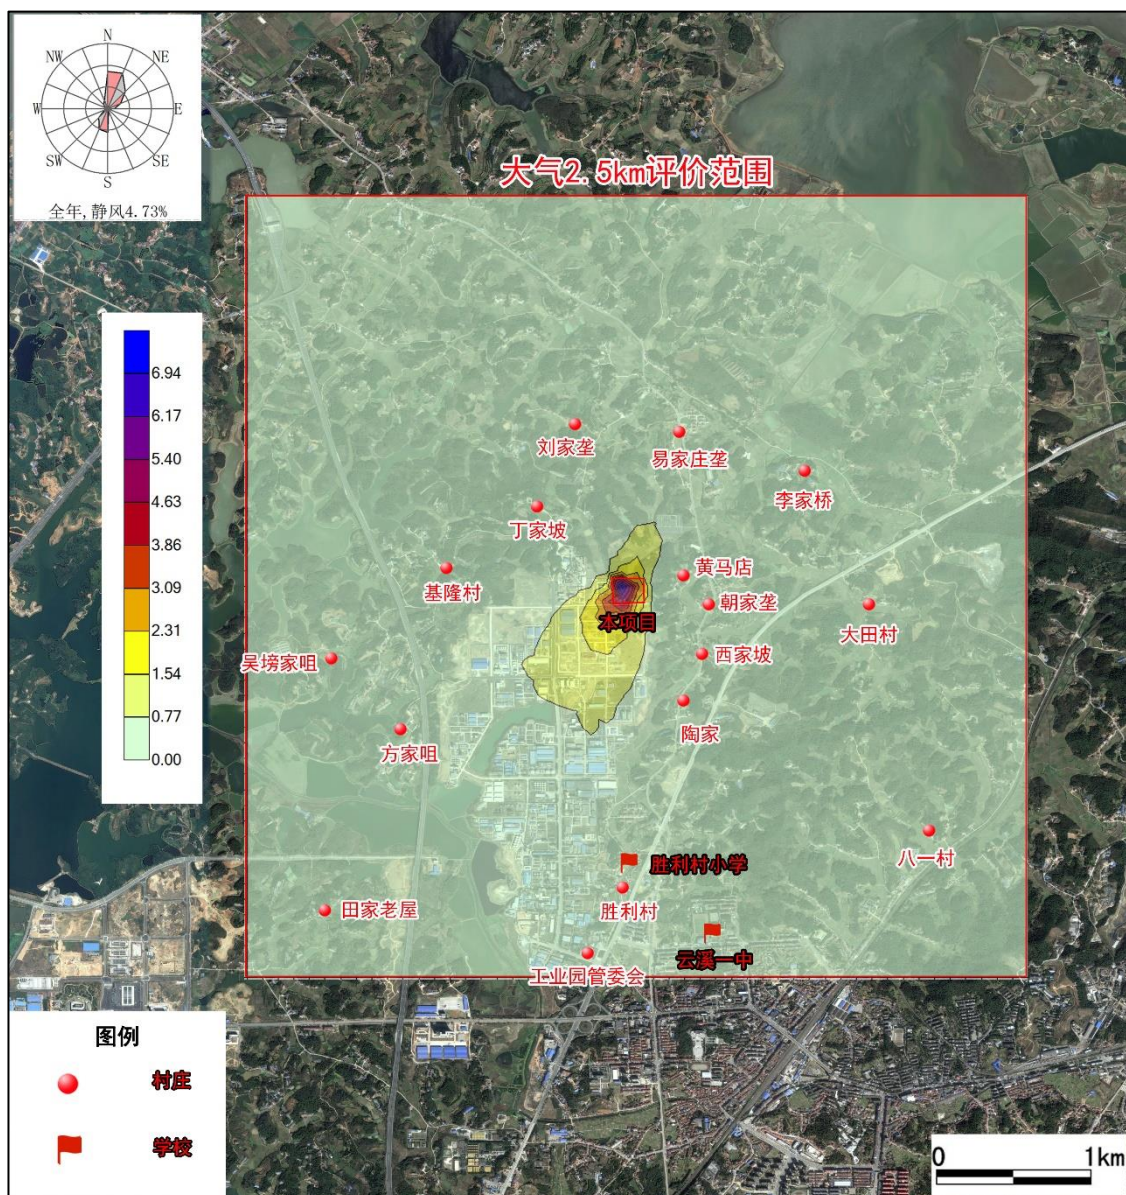 N
NW
NE
W
E
SW
SE
S
全年,静风4.73%
大气2.5km评价范围
6.94
6.17
5.40
4.63
3.86
3.09
2.31
1.54
0.77
0.00
刘家垄
易家庄垄
李家桥
丁家坡
基隆村
黄马店
朝家垄
大田村
本项目
吴塝家咀
西家坡
方家咀
陶家
八一村
胜利村小学
田家老屋
胜利村
云溪一中
工业园管委会
图例
村庄
学校
0 1km